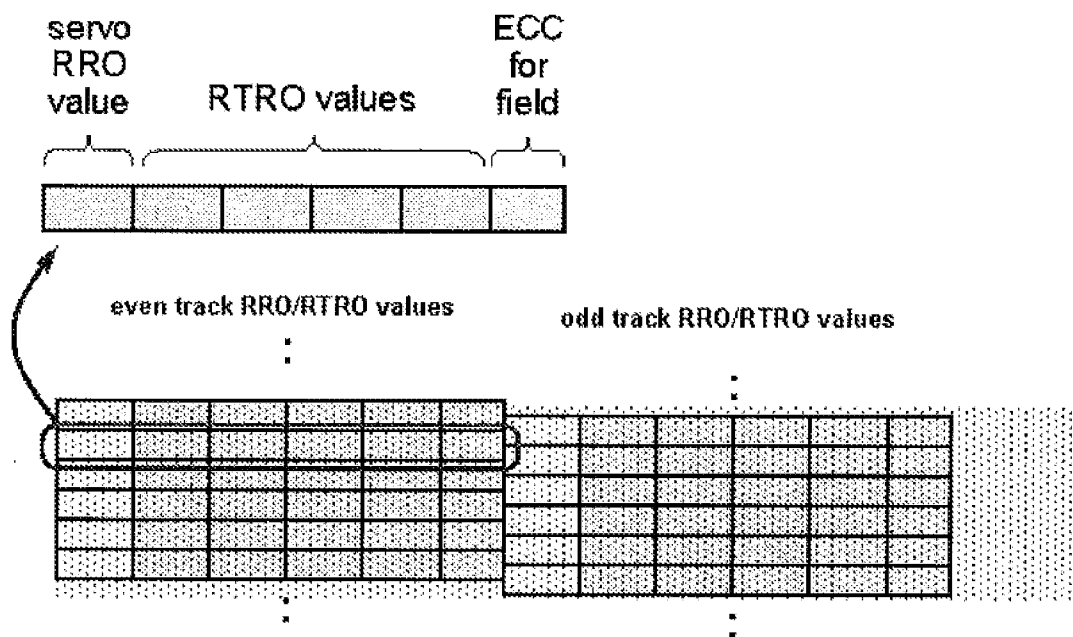 servo
RRO
value
RTRO values
ECC
for
field
even track RRO/RTRO values
odd track RRO/RTRO values